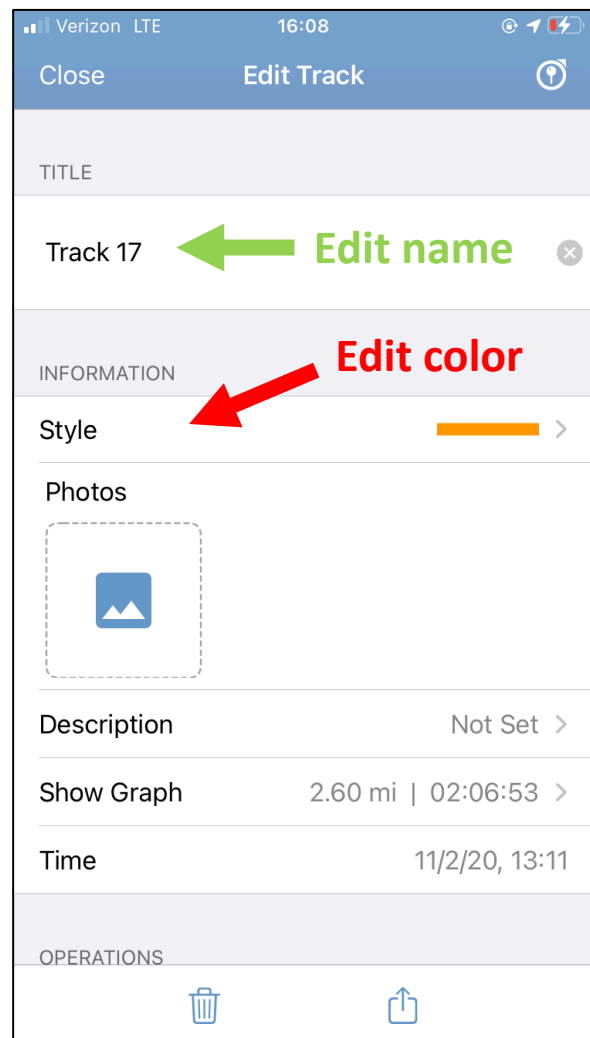 Verizon LTE 16:08
Close Edit Track
TITLE
Track 17 Edit name
Edit color
INFORMATION
Style
Photos
Description Not Set
Show Graph 2.60 mi | 02:06:53
Time 11/2/20, 13:11
OPERATIONS